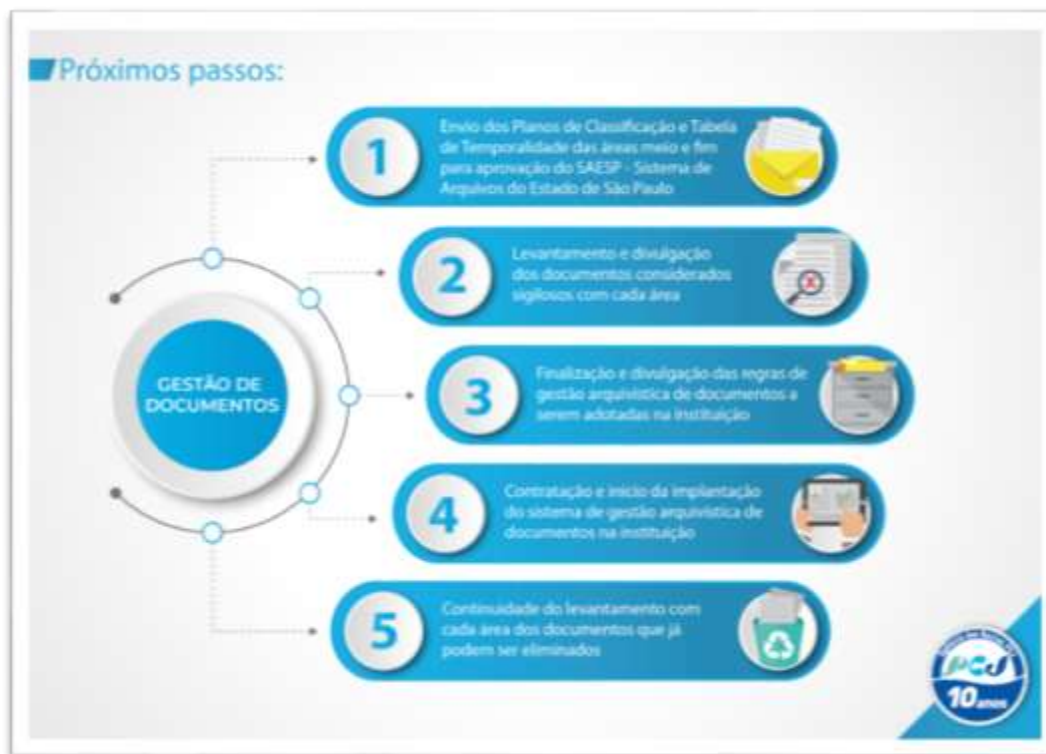 Próximos passos:
1
Envio dos Planos de Classificação e Tabela
de Temporalidade das áreas meio e fim
para aprovação do SAESP - Sistema de
Arquivos do Estado de São Paulo
2
Levantamento e divulgação
dos documentos considerados
sigilosos com cada área
GESTÃO DE
DOCUMENTOS
3
Finalização e divulgação das regras de
gestão arquivística de documentos a
serem adotadas na instituição
4
Contratação e início da implantação
do sistema de gestão arquivística de
documentos na instituição
5
Continuidade do levantamento com
cada área dos documentos que já
podem ser eliminados
PCJ
10 anos